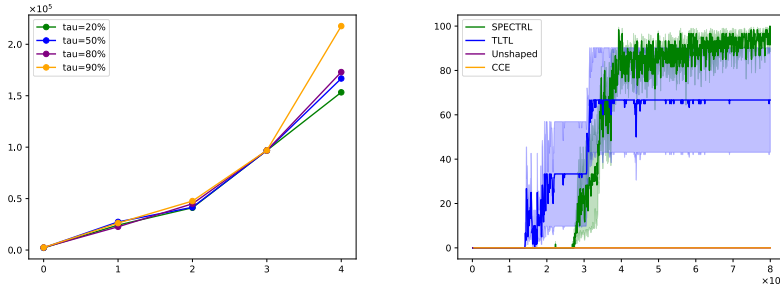 ×10⁵
tau=20%
tau=50%
tau=80%
tau=90%
2.0
1.5
1.0
0.5
0.0
0 1 2 3 4
SPECTRL
TLTL
Unshaped
CCE
100
80
60
40
20
0
0 1 2 3 4 5 6 7 8
×10